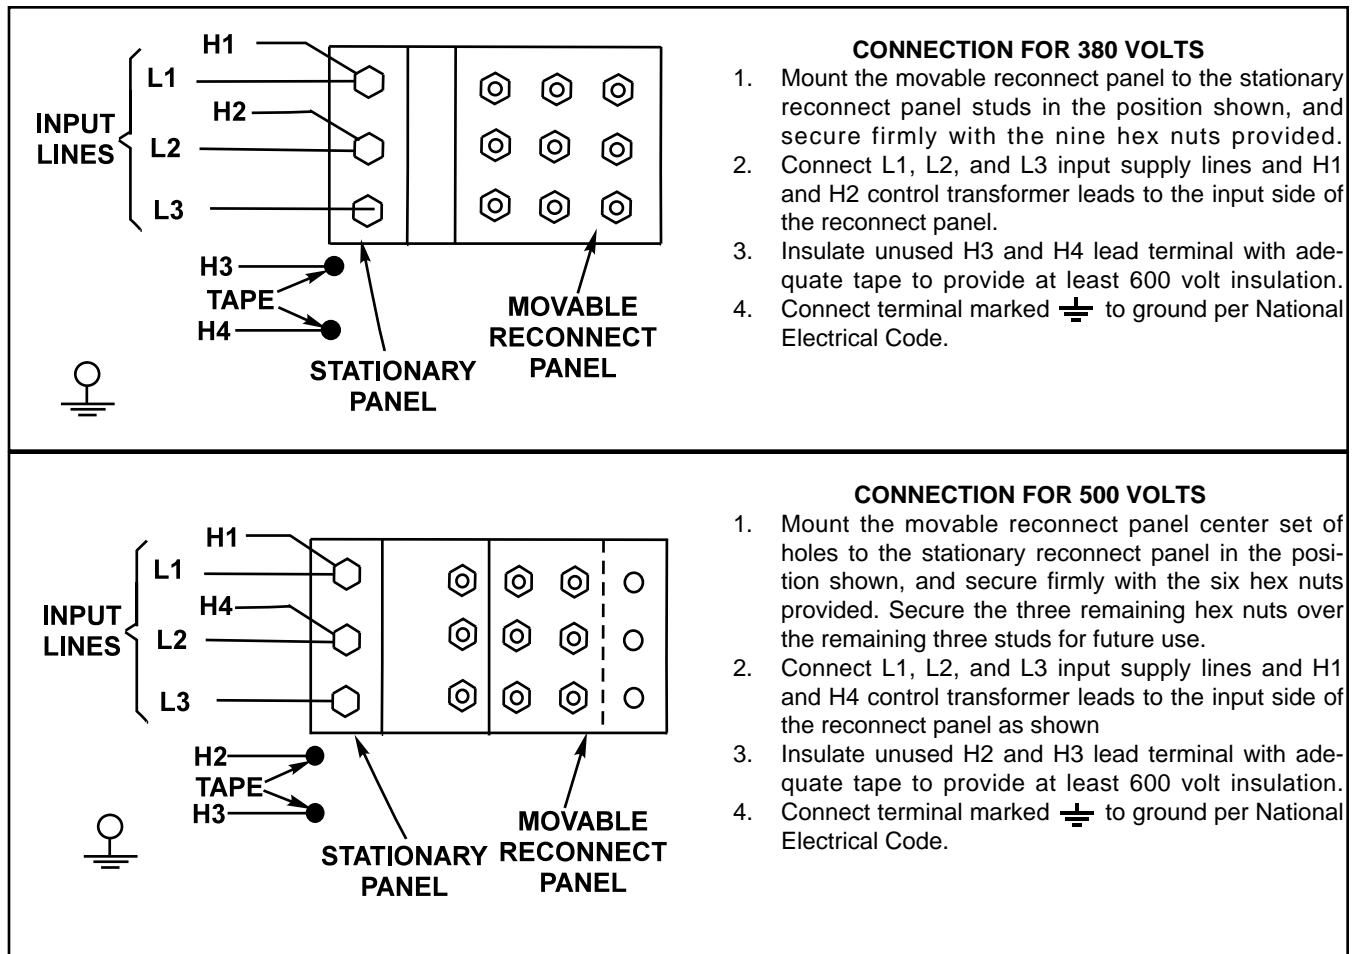 H1
L1
H2
INPUT
LINES
L2
L3
H3
TAPE
H4
MOVABLE
RECONNECT
PANEL
STATIONARY
PANEL
CONNECTION FOR 380 VOLTS
1. Mount the movable reconnect panel to the stationary
reconnect panel studs in the position shown, and
secure firmly with the nine hex nuts provided.
2. Connect L1, L2, and L3 input supply lines and H1
and H2 control transformer leads to the input side of
the reconnect panel.
3. Insulate unused H3 and H4 lead terminal with ade-
quate tape to provide at least 600 volt insulation.
4. Connect terminal marked to ground per National
Electrical Code.
H1
L1
H4
INPUT
LINES
L2
L3
H2
TAPE
H3
MOVABLE
RECONNECT
PANEL
STATIONARY
PANEL
CONNECTION FOR 500 VOLTS
1. Mount the movable reconnect panel center set of
holes to the stationary reconnect panel in the posi-
tion shown, and secure firmly with the six hex nuts
provided. Secure the three remaining hex nuts over
the remaining three studs for future use.
2. Connect L1, L2, and L3 input supply lines and H1
and H4 control transformer leads to the input side of
the reconnect panel as shown
3. Insulate unused H2 and H3 lead terminal with ade-
quate tape to provide at least 600 volt insulation.
4. Connect terminal marked to ground per National
Electrical Code.